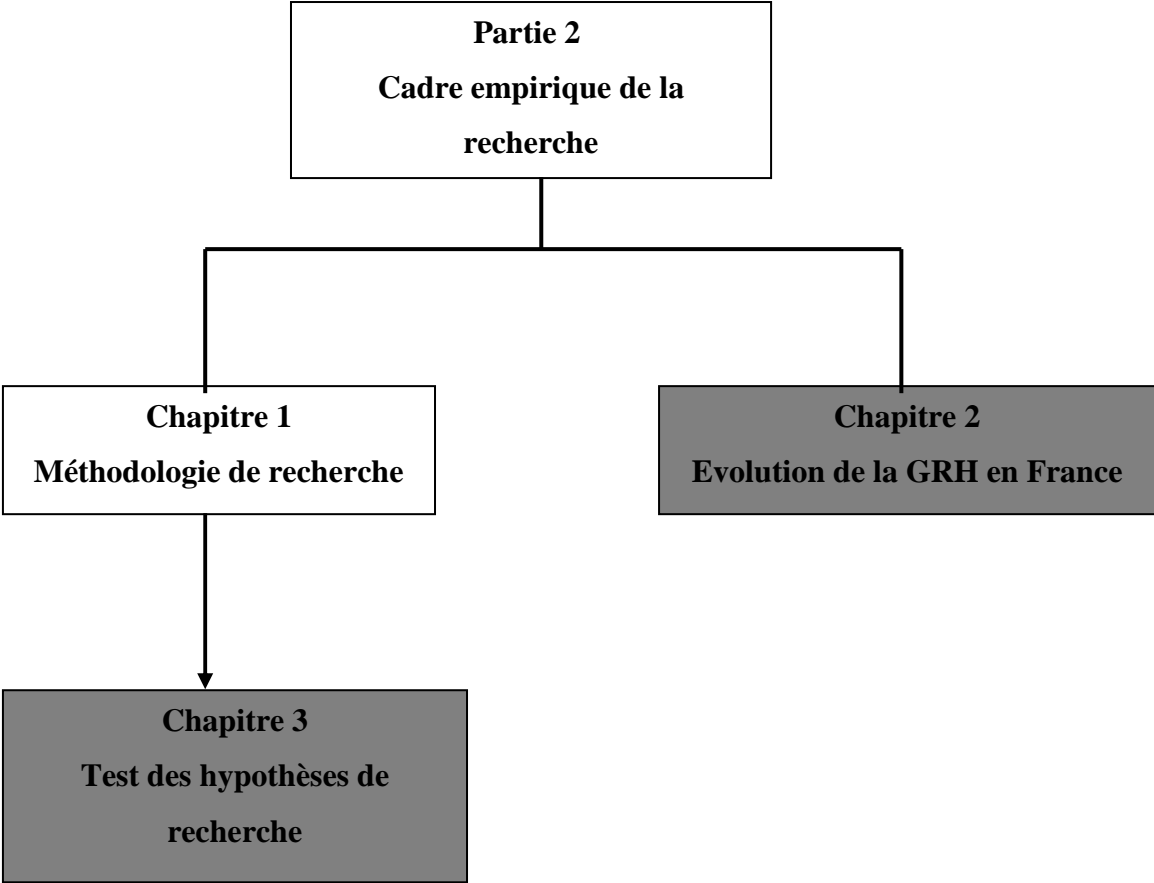 Partie 2
Cadre empirique de la
recherche
Chapitre 1
Méthodologie de recherche
Chapitre 2
Evolution de la GRH en France
Chapitre 3
Test des hypothèses de
recherche